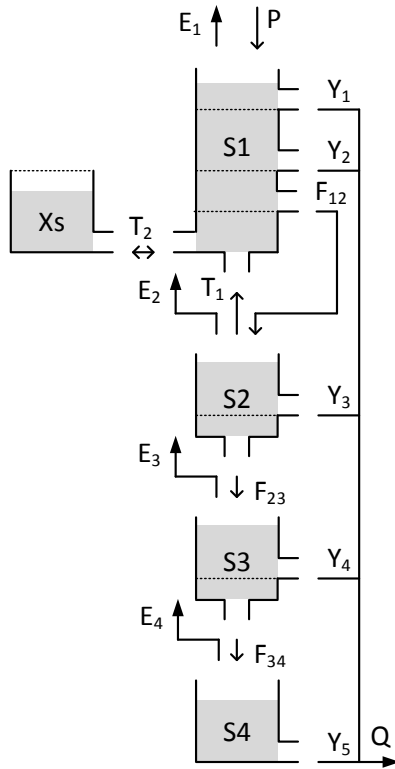 E₁ P
Y₁
S1
Y₂
F₁₂
Xs T₂
E₂ T₁
S2
Y₃
E₃
F₂₃
S3
Y₄
E₄
F₃₄
S4
Y₅ Q